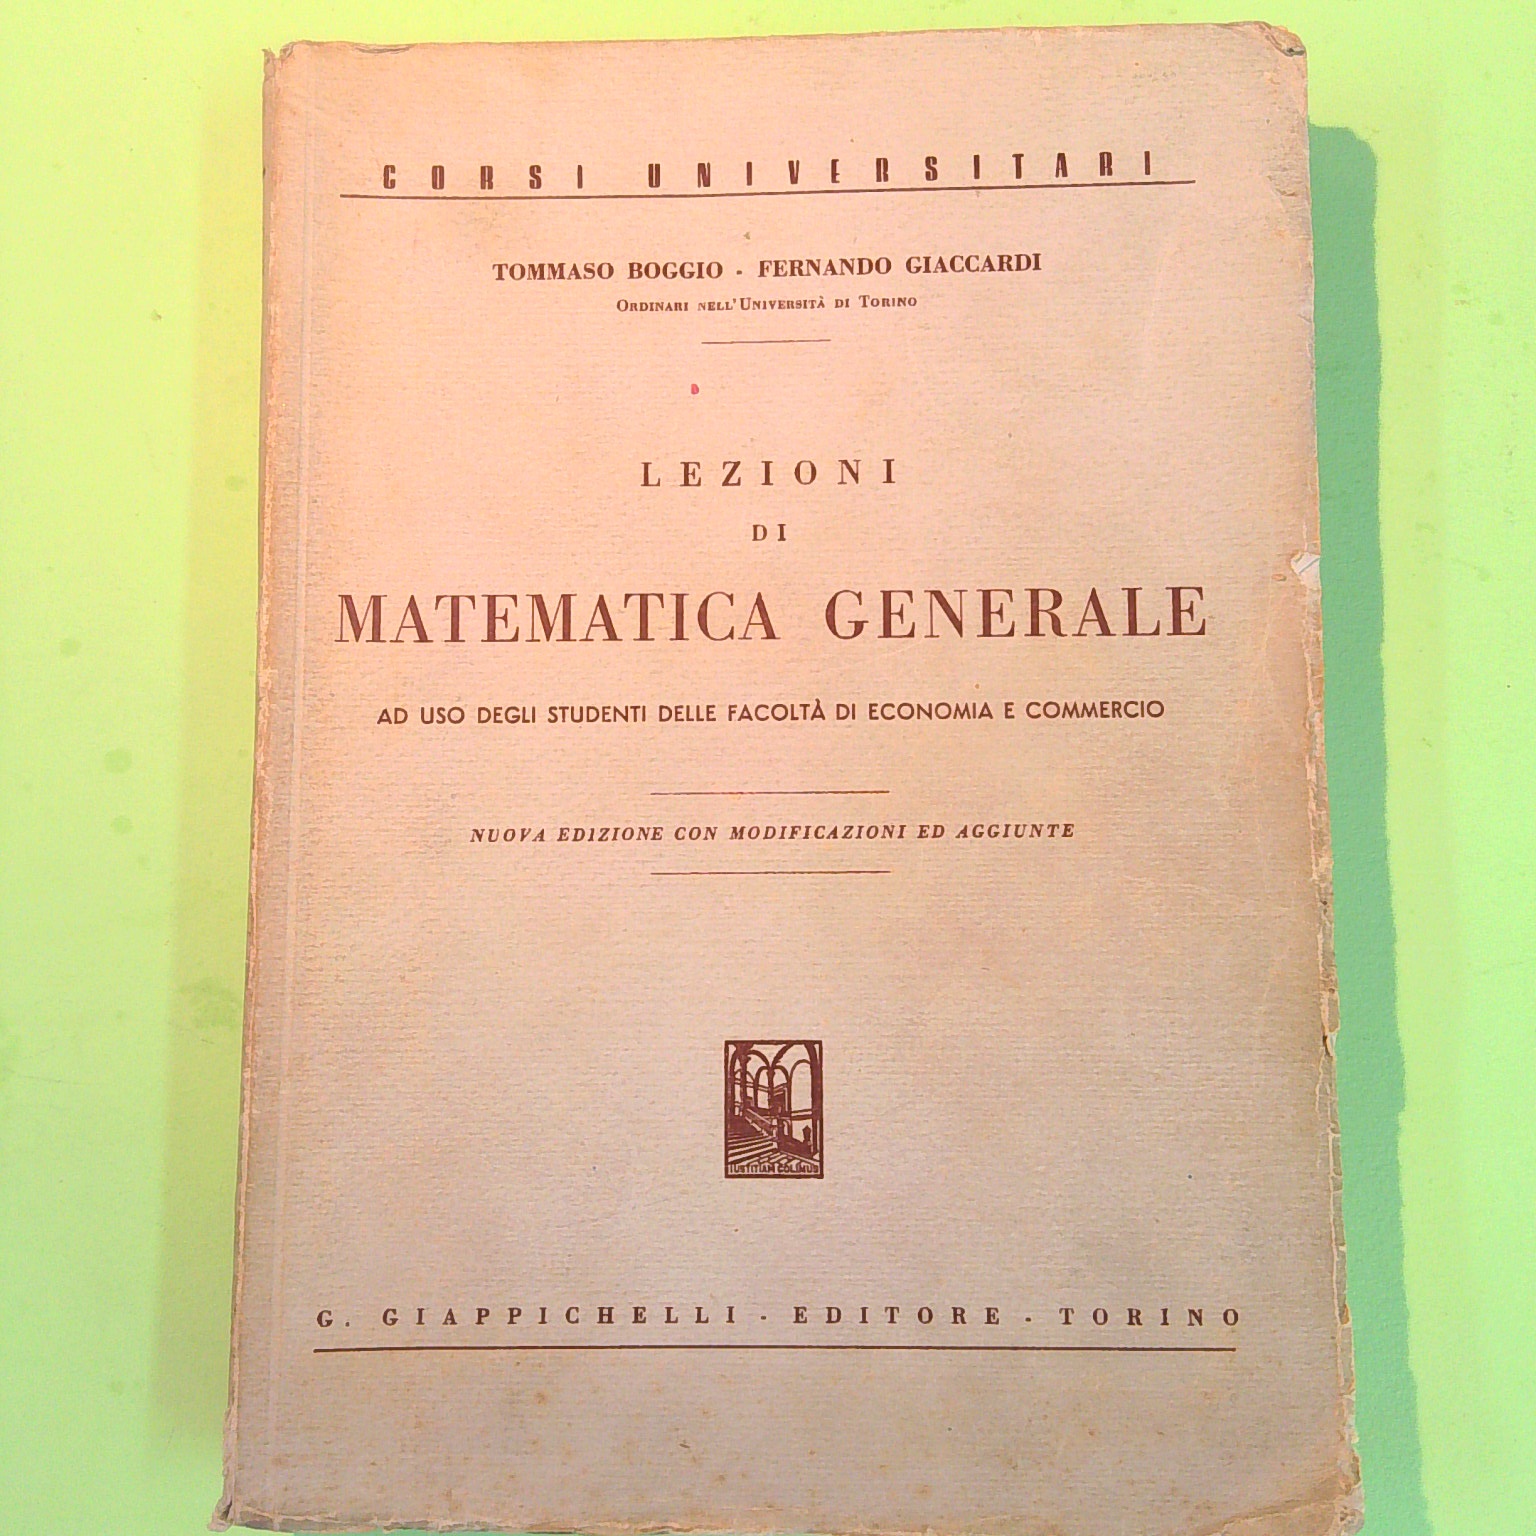 CORSI UNIVERSITARI
TOMMASO BOGGIO - FERNANDO GIACCARDI
ORDINARI NELL'UNIVERSITÀ DI TORINO
LEZIONI
DI
MATEMATICA GENERALE
AD USO DEGLI STUDENTI DELLE FACOLTÀ DI ECONOMIA E COMMERCIO
NUOVA EDIZIONE CON MODIFICAZIONI ED AGGIUNTE
IUSTITIAM COLIMUS
G. GIAPPICHELLI - EDITORE - TORINO